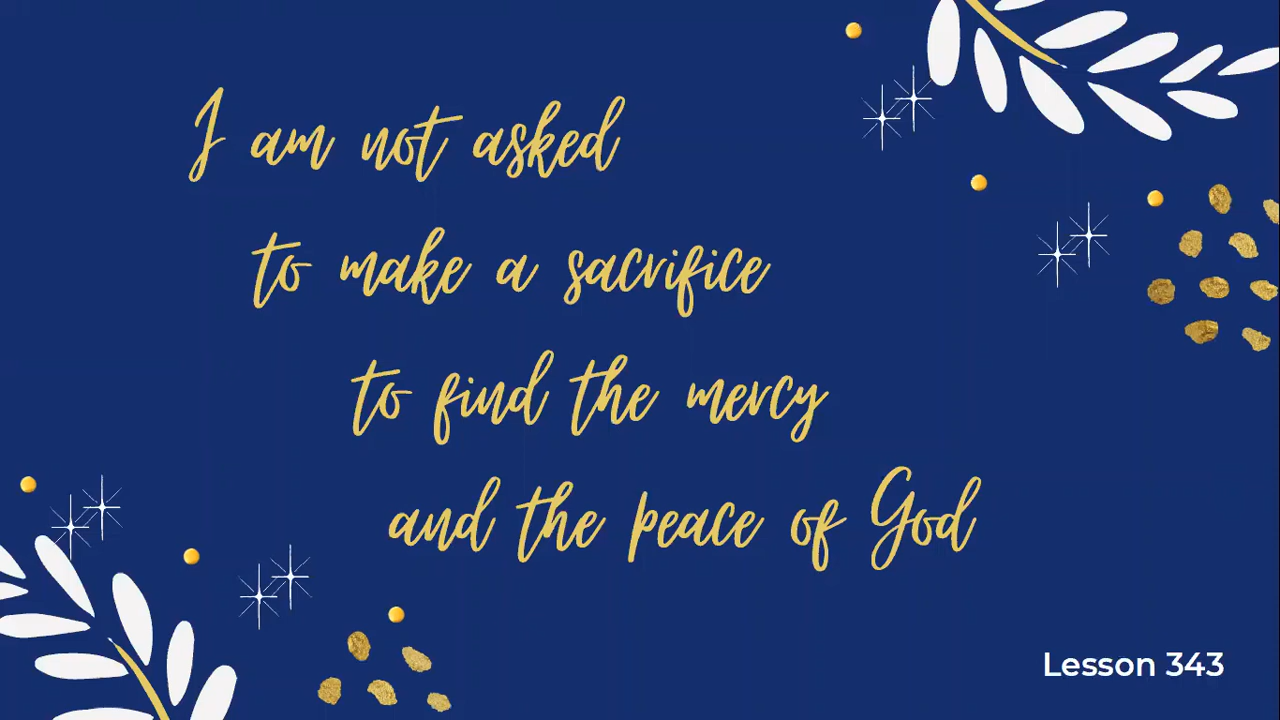 I am not asked
to make a sacrifice
to find the mercy
and the peace of God
Lesson 343